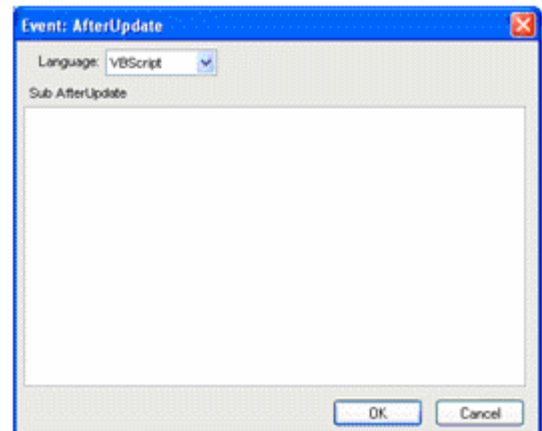 Event: AfterUpdate
Language: VBScript
Sub AfterUpdate
OK Cancel